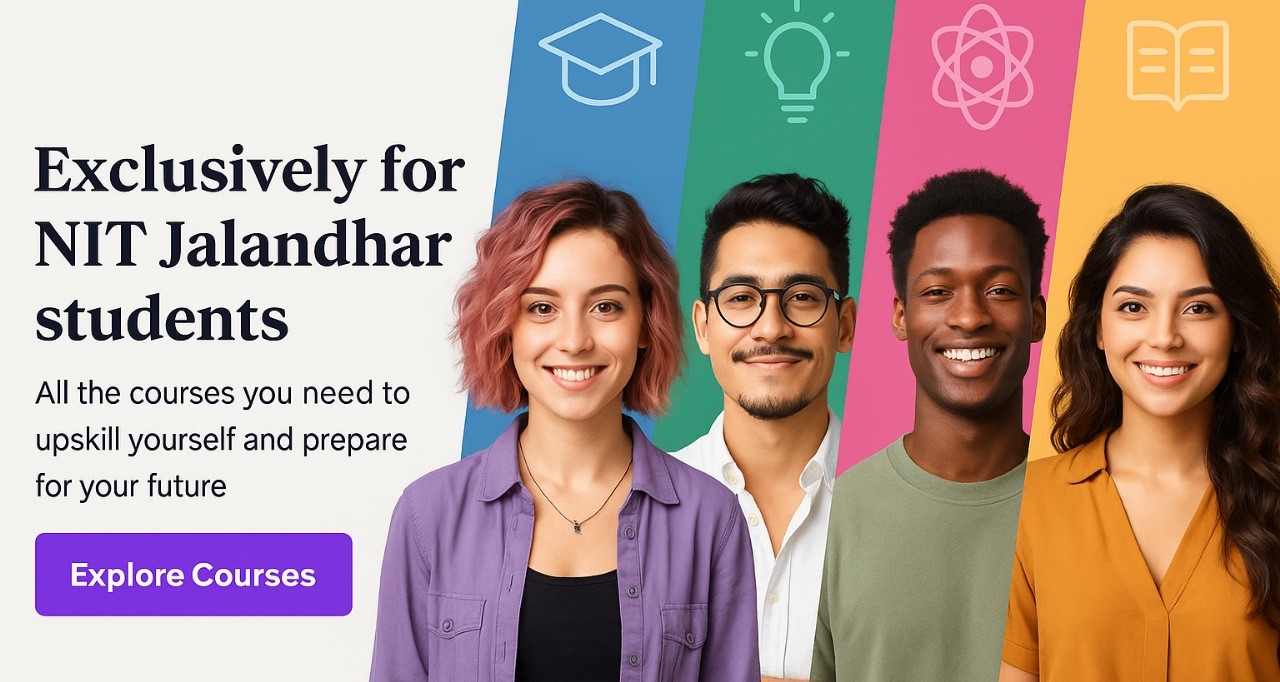 Exclusively for
NIT Jalandhar
students
All the courses you need to
upskill yourself and prepare
for your future
Explore Courses